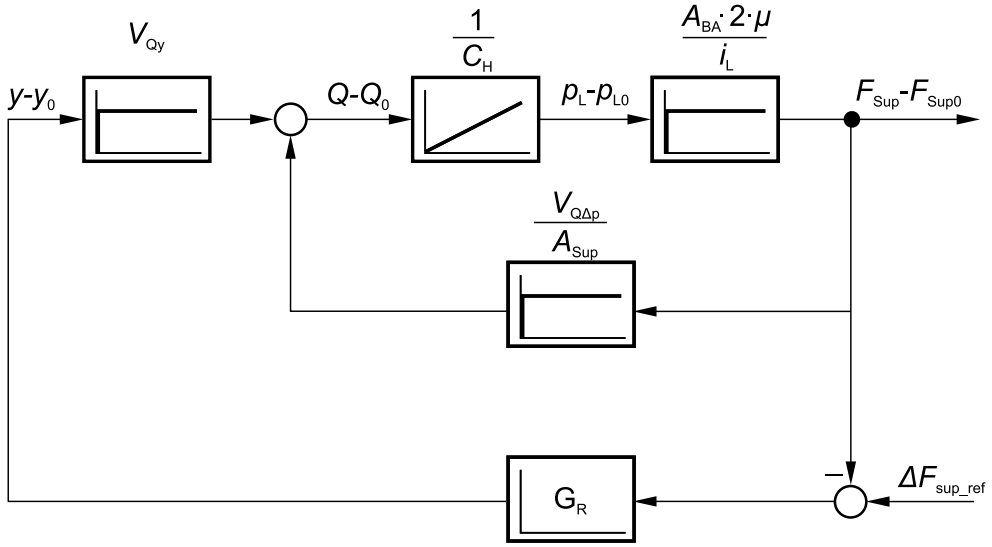 V_Qy
1
C_H
A_BA·2·μ
i_L
y-y_0
Q-Q_0
p_L-p_L0
F_Sup-F_Sup0
V_QΔp
A_Sup
G_R
−
ΔF_sup_ref